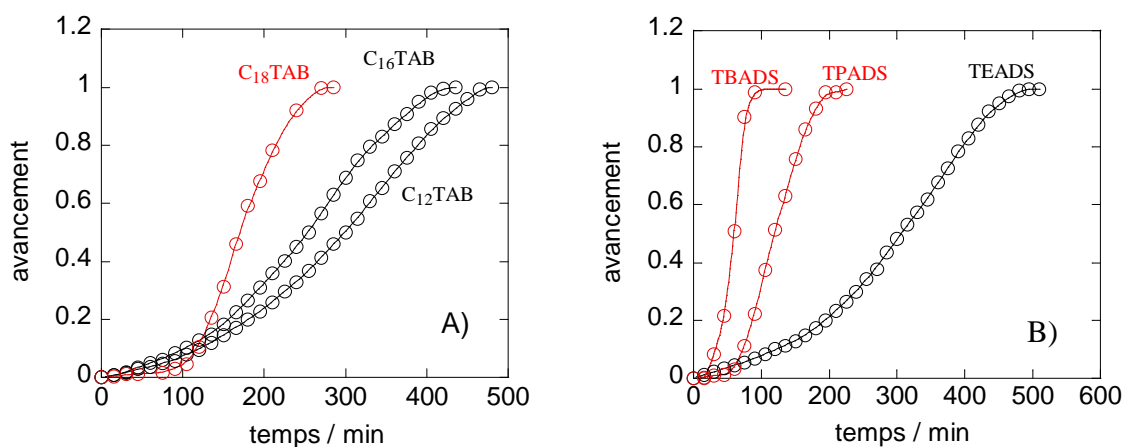 1.2
1
0.8
0.6
0.4
0.2
0
avancement
C₁₈TAB
C₁₆TAB
C₁₂TAB
A)
0 100 200 300 400 500
temps / min
1.2
1
0.8
0.6
0.4
0.2
0
avancement
TBADS TPADS TEADS
B)
0 100 200 300 400 500 600
temps / min